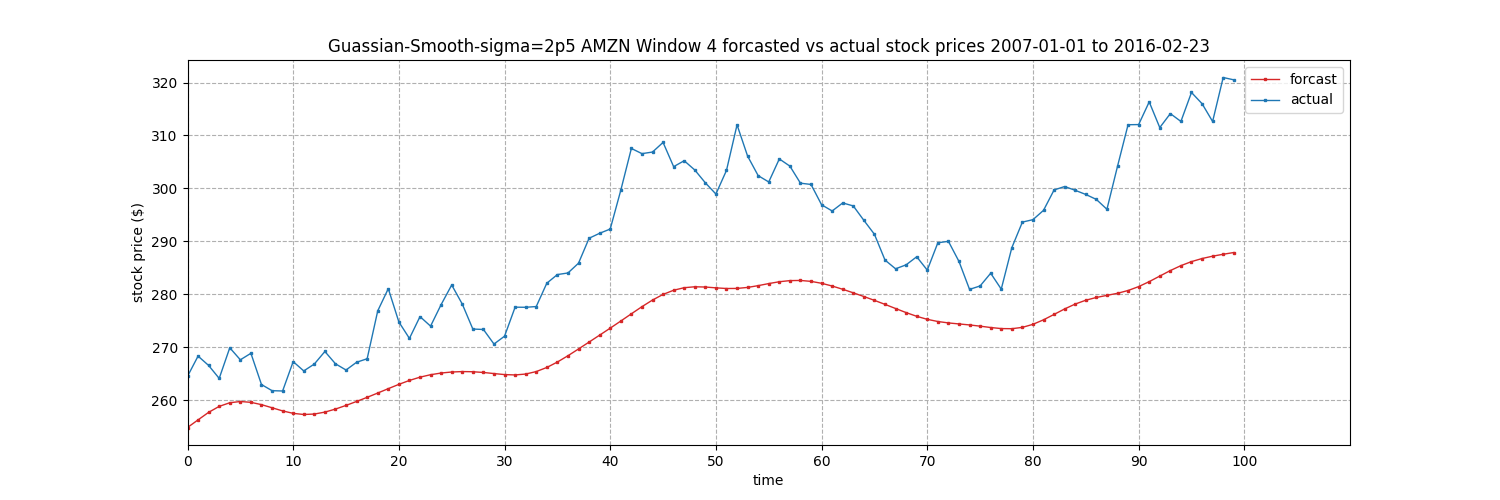 Guassian-Smooth-sigma=2p5 AMZN Window 4 forcasted vs actual stock prices 2007-01-01 to 2016-02-23
forcast
actual
320
310
300
290
280
270
260
stock price ($)
0 10 20 30 40 50 60 70 80 90 100
time